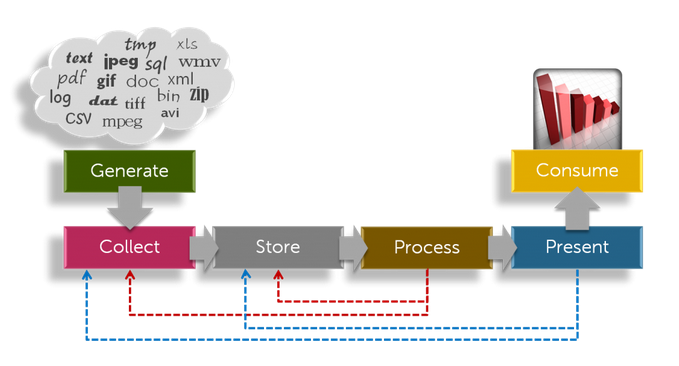 tmp xls
text jpeg sql wmv
pdf gif doc xml
log dat tiff bin zip
CSV mpeg avi
Generate
Consume
Collect
Store
Process
Present